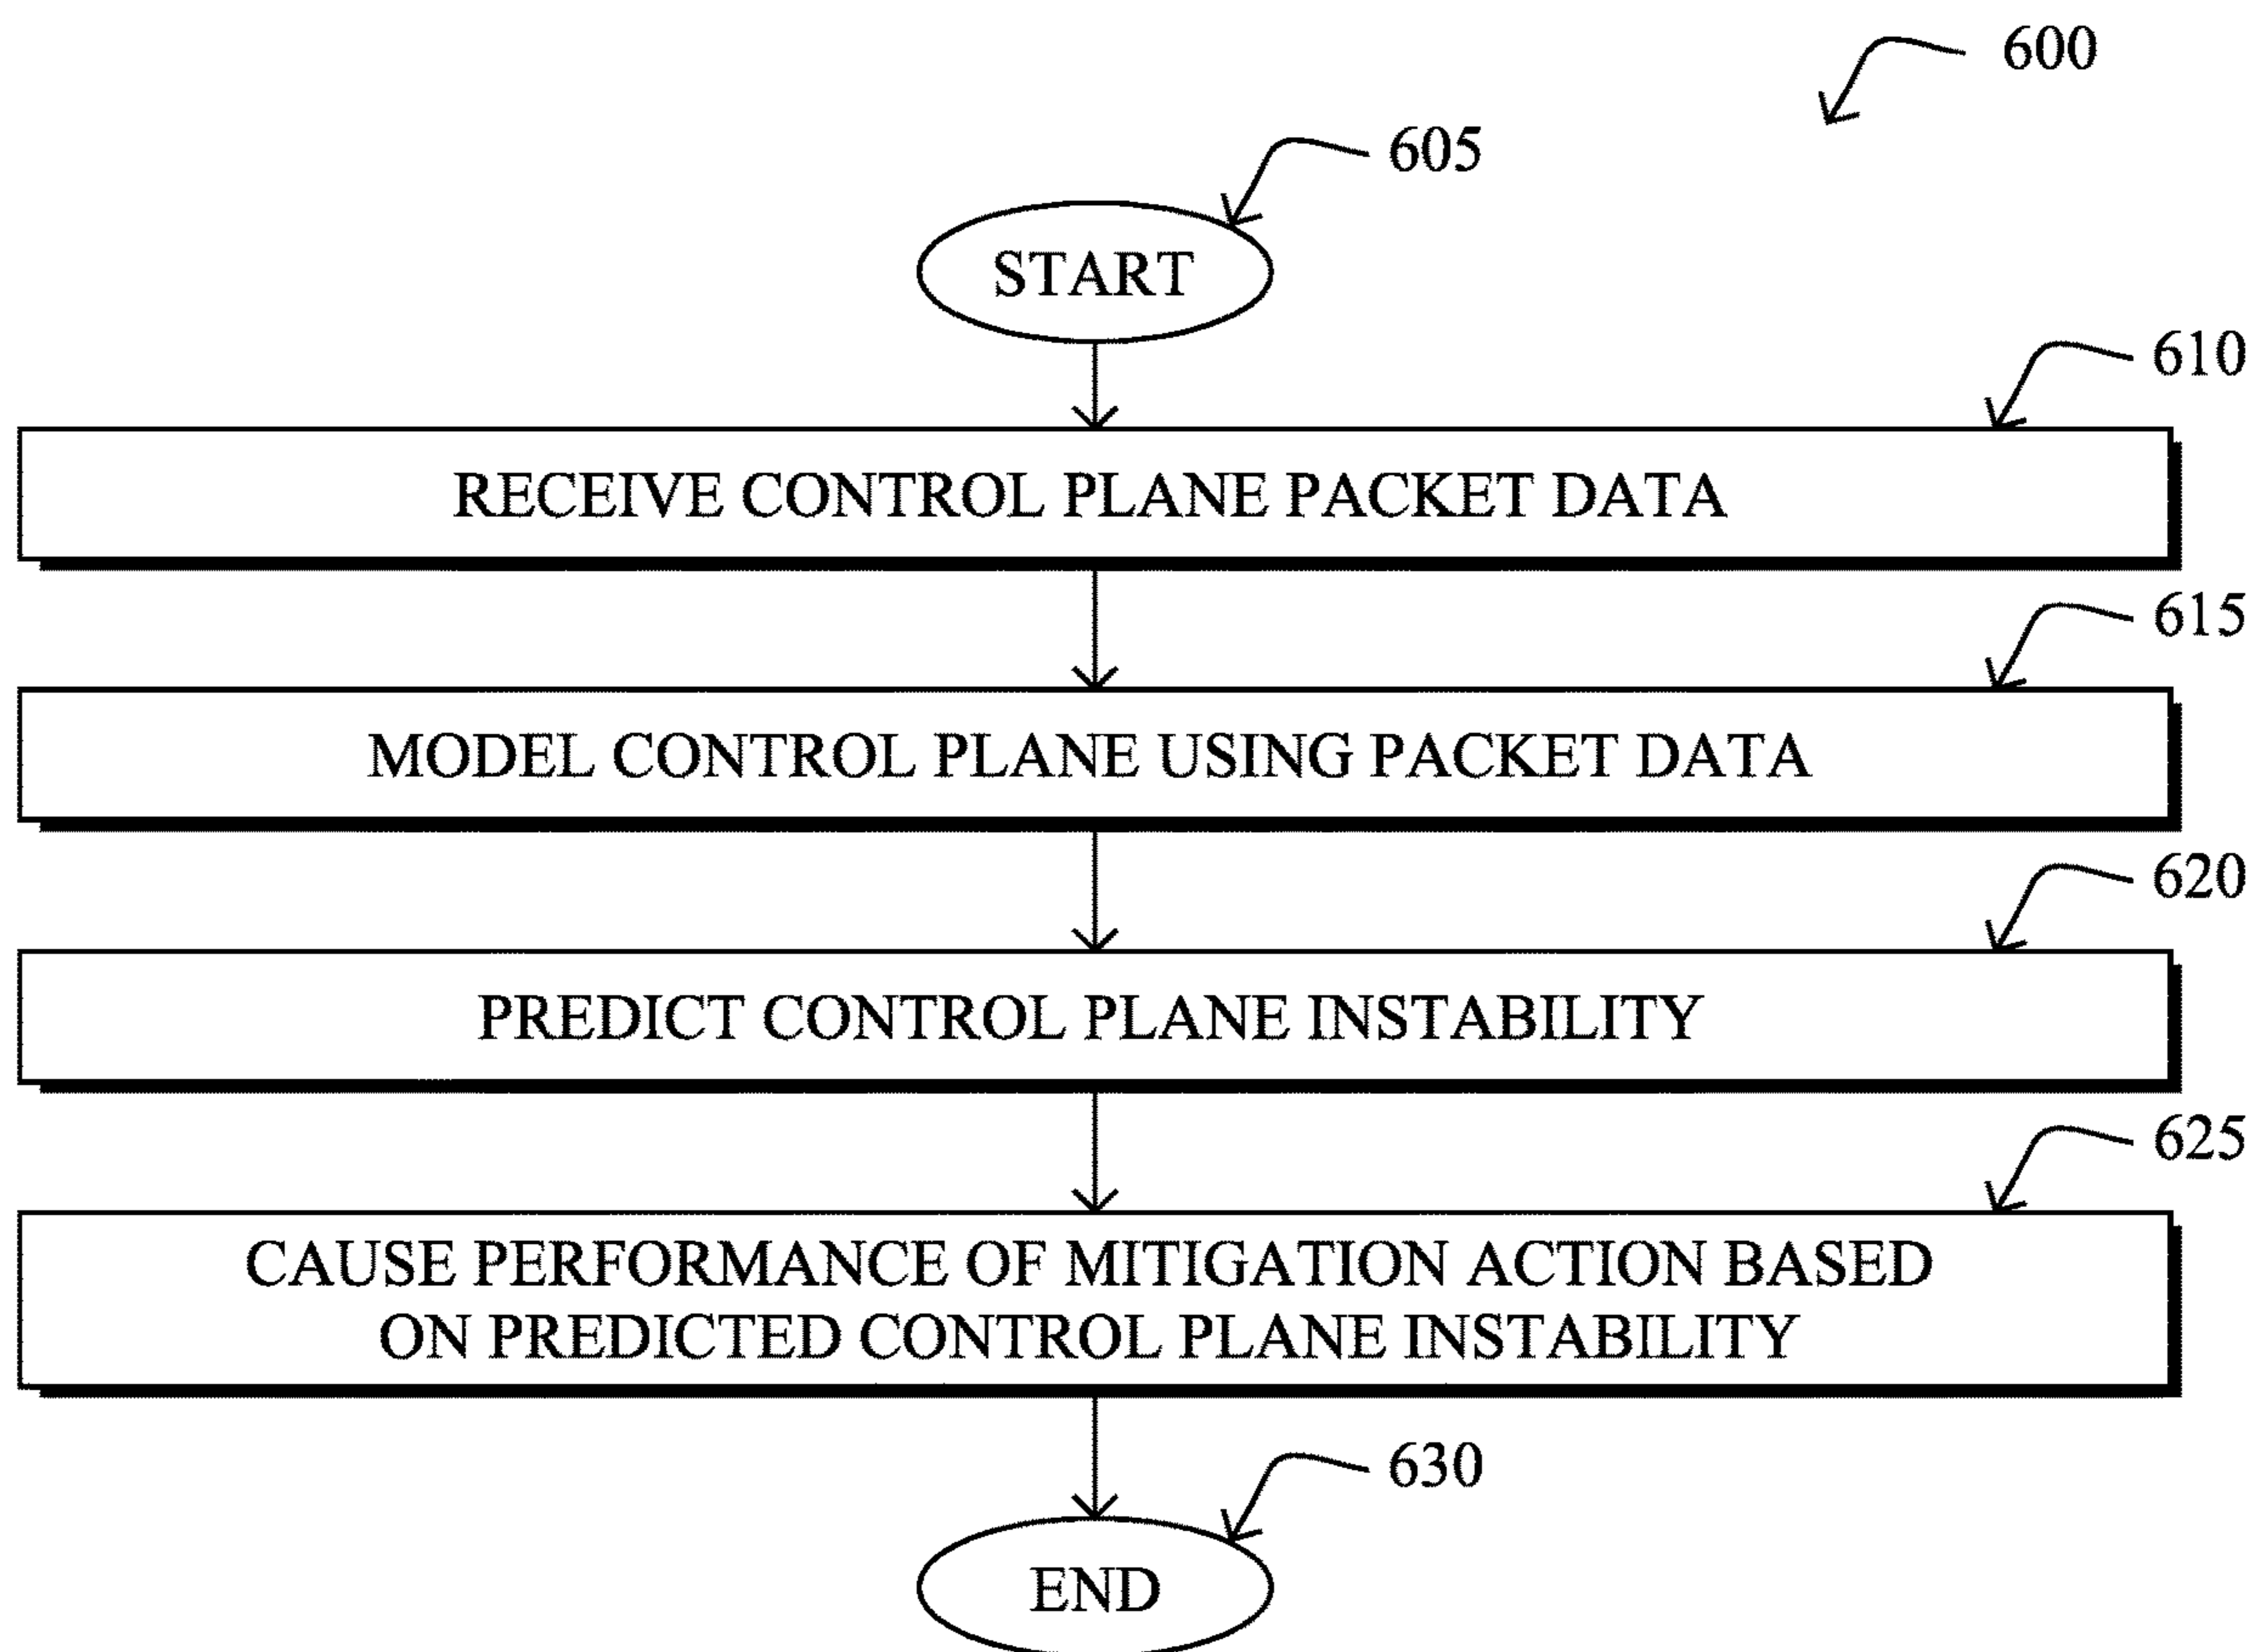 600
605
START
610
RECEIVE CONTROL PLANE PACKET DATA
615
MODEL CONTROL PLANE USING PACKET DATA
620
PREDICT CONTROL PLANE INSTABILITY
625
CAUSE PERFORMANCE OF MITIGATION ACTION BASED
ON PREDICTED CONTROL PLANE INSTABILITY
630
END